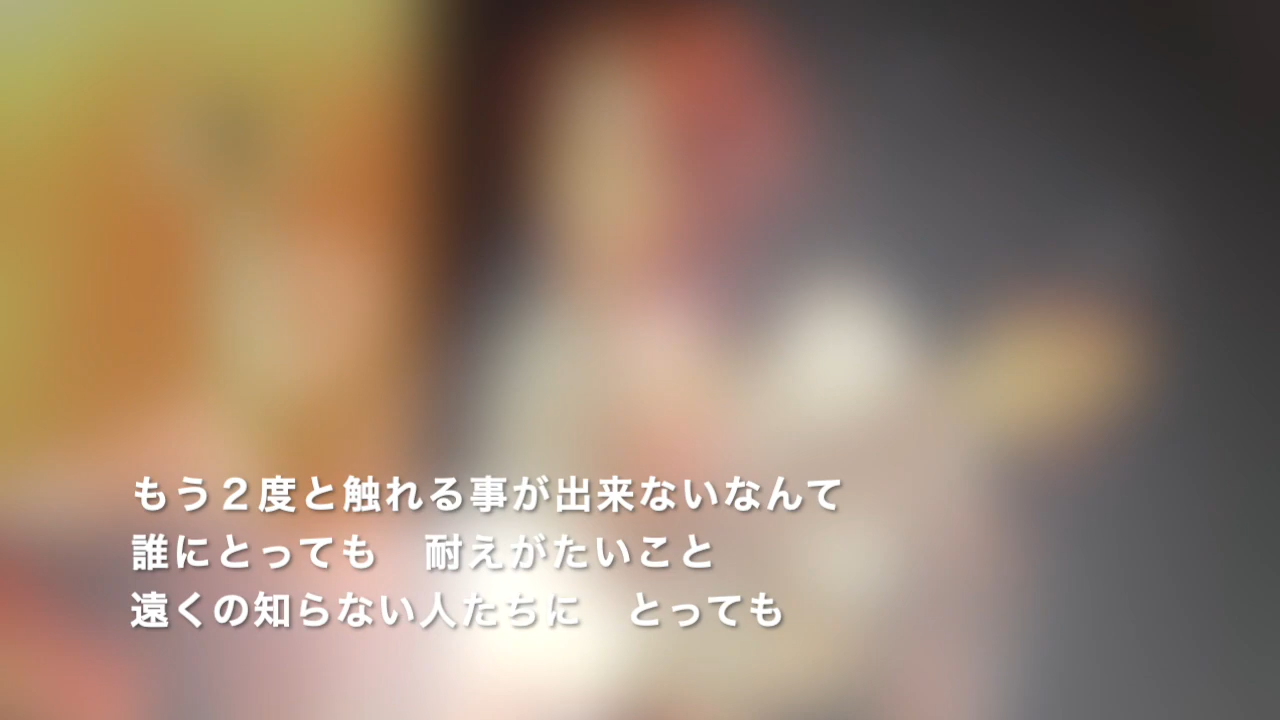 もう２度と触れる事が出来ないなんて
誰にとっても　耐えがたいこと
遠くの知らない人たちに　とっても